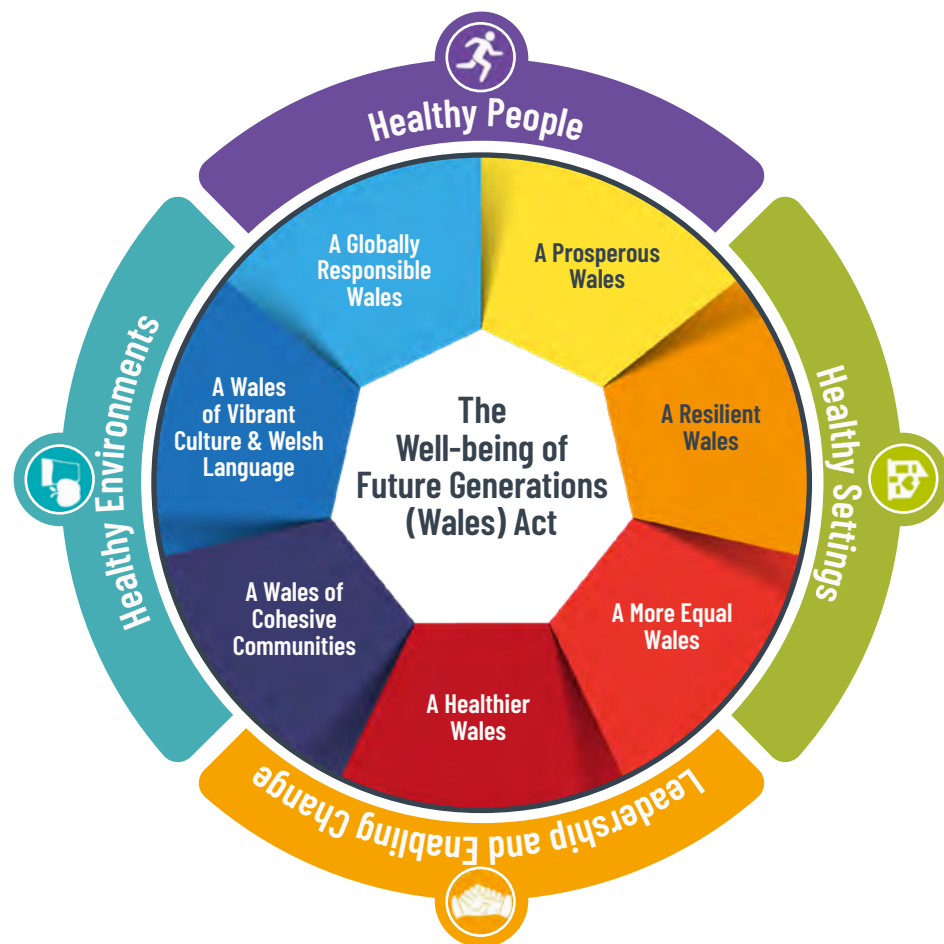 Healthy People
Healthy Settings
Leadership and Enabling Change
Healthy Environments
A Prosperous
Wales
A Resilient
Wales
A More Equal
Wales
A Healthier
Wales
A Wales of
Cohesive
Communities
A Wales
of Vibrant
Culture & Welsh
Language
A Globally
Responsible
Wales
The
Well-being of
Future Generations
(Wales) Act